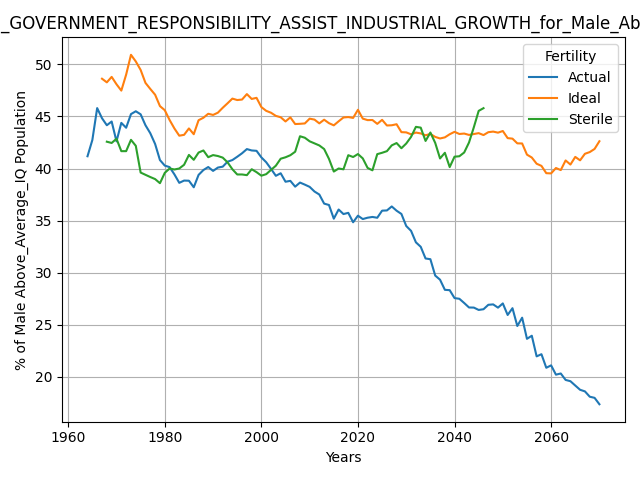 _GOVERNMENT_RESPONSIBILITY_ASSIST_INDUSTRIAL_GROWTH_for_Male_Ab
Fertility
Actual
Ideal
Sterile
% of Male Above_Average_IQ Population
50
45
40
35
30
25
20
1960 1980 2000 2020 2040 2060
Years